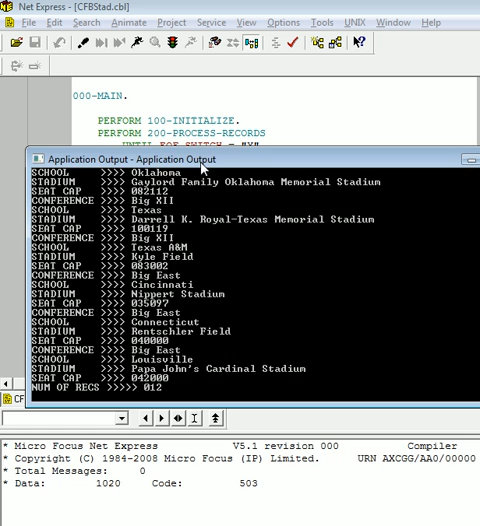 Net Express - [CFBStad.cbl]
File Edit Search Animate Project Service View Options Tools UNIX Window Help
000-MAIN.
PERFORM 100-INITIALIZE.
PERFORM 200-PROCESS-RECORDS
UNTIL EOF-SWITCH = "Y"
Application Output - Application Output
SCHOOL >>>> Oklahoma
STADIUM >>>> Gaylord Family Oklahoma Memorial Stadium
SEAT CAP >>>> 082112
CONFERENCE >>>> Big XII
SCHOOL >>>> Texas
STADIUM >>>> Darrell K. Royal-Texas Memorial Stadium
SEAT CAP >>>> 100119
CONFERENCE >>>> Big XII
SCHOOL >>>> Texas A&M
STADIUM >>>> Kyle Field
SEAT CAP >>>> 083002
CONFERENCE >>>> Big East
SCHOOL >>>> Cincinnati
STADIUM >>>> Nippert Stadium
SEAT CAP >>>> 035097
CONFERENCE >>>> Big East
SCHOOL >>>> Connecticut
STADIUM >>>> Rentschler Field
SEAT CAP >>>> 040000
CONFERENCE >>>> Big East
SCHOOL >>>> Louisville
STADIUM >>>> Papa John's Cardinal Stadium
SEAT CAP >>>> 042000
NUM OF RECS >>>>> 012
CF
* Micro Focus Net Express V5.1 revision 000 Compiler
* Copyright (C) 1984-2008 Micro Focus (IP) Limited. URN AXCGG/AA0/00000
* Total Messages: 0
* Data: 1020 Code: 503